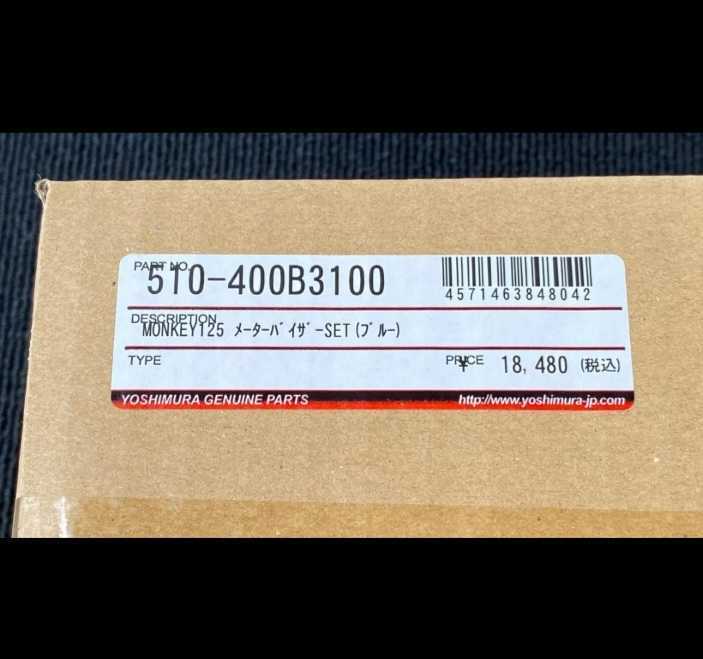 PART NO.
510-400B3100
4571463848042
DESCRIPTION
MONKEY125 ﾒｰﾀｰﾊﾞｲｻﾞｰSET(ﾌﾞﾙｰ)
TYPE
PRICE
¥ 18,480 (税込)
YOSHIMURA GENUINE PARTS
http://www.yoshimura-jp.com